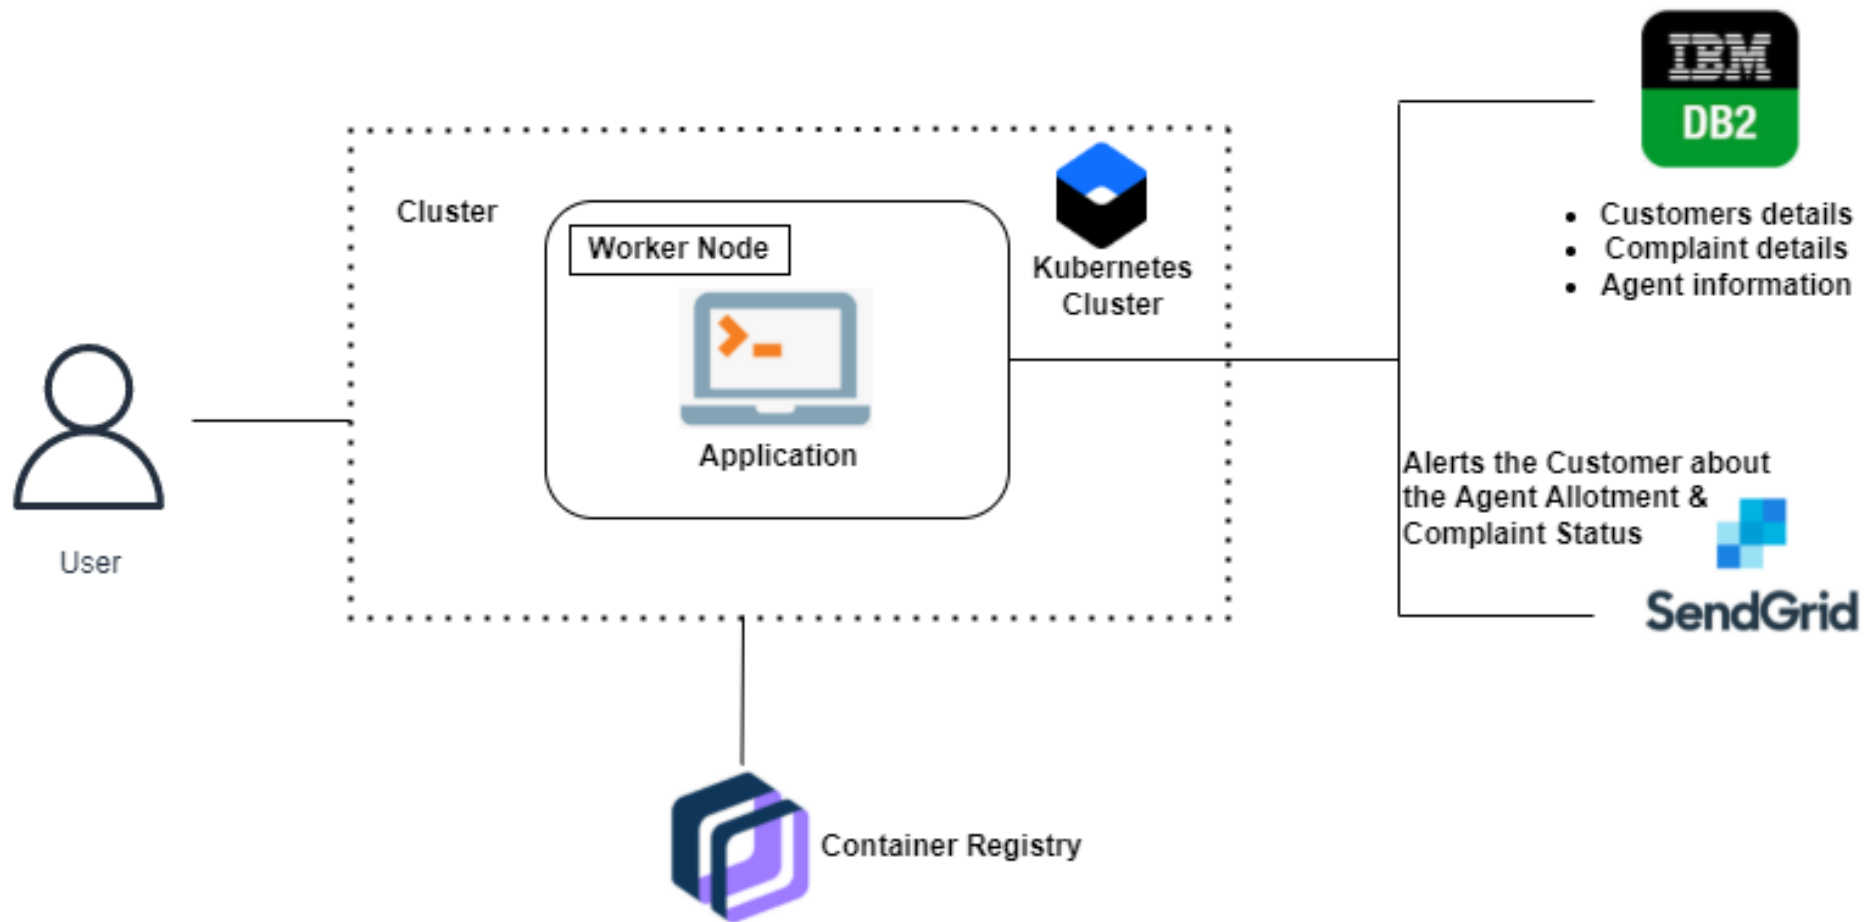 IBM
DB2
Cluster
Worker Node
Kubernetes
Cluster
Customers details
Complaint details
Agent information
Application
Alerts the Customer about
the Agent Allotment &
Complaint Status
User
SendGrid
Container Registry